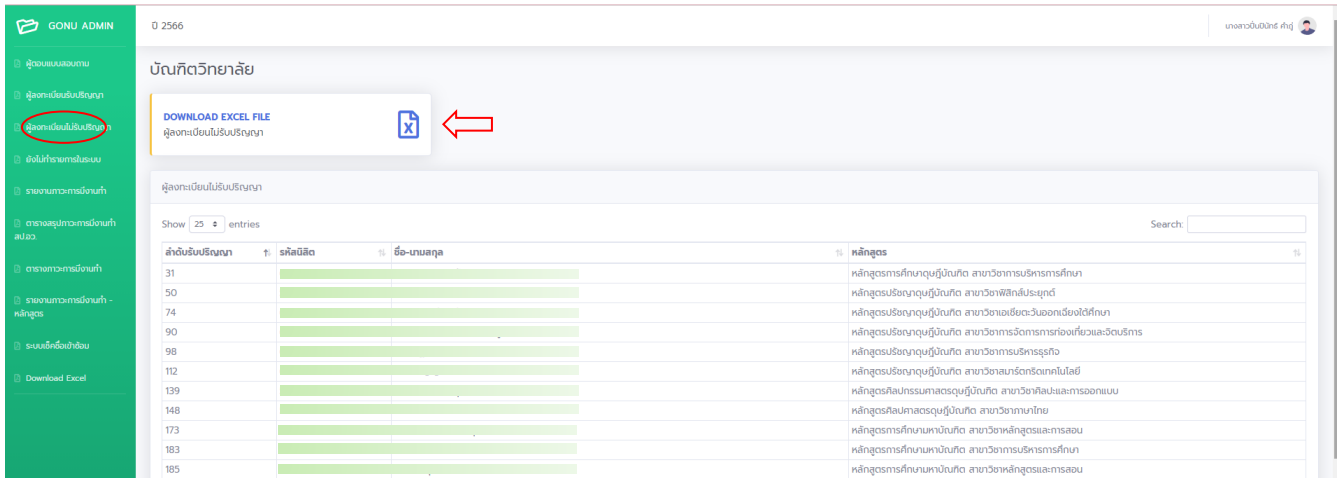 GONU ADMIN
ปี 2566
ผู้ตอบแบบสอบถาม
ผู้ลงทะเบียนรับปริญญา
ผู้ลงทะเบียนไม่รับปริญญา
ยังไม่ทำรายการในระบบ
รายงานภาวะการมีงานทำ
ตารางสรุปภาวะการมีงานทำ
สป.อว.
ตารางภาวะการมีงานทำ
รายงานภาวะการมีงานทำ -
หลักสูตร
ระบบเช็คชื่อเข้าซ้อม
Download Excel
บัณฑิตวิทยาลัย
DOWNLOAD EXCEL FILE
ผู้ลงทะเบียนไม่รับปริญญา
ผู้ลงทะเบียนไม่รับปริญญา
Show 25 entries Search:
ลำดับรับปริญญา รหัสนิสิต ชื่อ-นามสกุล หลักสูตร
31 หลักสูตรการศึกษาดุษฎีบัณฑิต สาขาวิชาการบริหารการศึกษา
50 หลักสูตรปรัชญาดุษฎีบัณฑิต สาขาวิชาฟิสิกส์ประยุกต์
74 หลักสูตรปรัชญาดุษฎีบัณฑิต สาขาวิชาเอเชียตะวันออกเฉียงใต้ศึกษา
90 หลักสูตรปรัชญาดุษฎีบัณฑิต สาขาวิชาการจัดการการท่องเที่ยวและจิตบริการ
98 หลักสูตรปรัชญาดุษฎีบัณฑิต สาขาวิชาการบริหารธุรกิจ
112 หลักสูตรปรัชญาดุษฎีบัณฑิต สาขาวิชาสมาร์ตกริดเทคโนโลยี
139 หลักสูตรศิลปกรรมศาสตรดุษฎีบัณฑิต สาขาวิชาศิลปะและการออกแบบ
148 หลักสูตรศิลปศาสตรดุษฎีบัณฑิต สาขาวิชาภาษาไทย
173 หลักสูตรการศึกษามหาบัณฑิต สาขาวิชาหลักสูตรและการสอน
183 หลักสูตรการศึกษามหาบัณฑิต สาขาวิชาการบริหารการศึกษา
185 หลักสูตรการศึกษามหาบัณฑิต สาขาวิชาหลักสูตรและการสอน